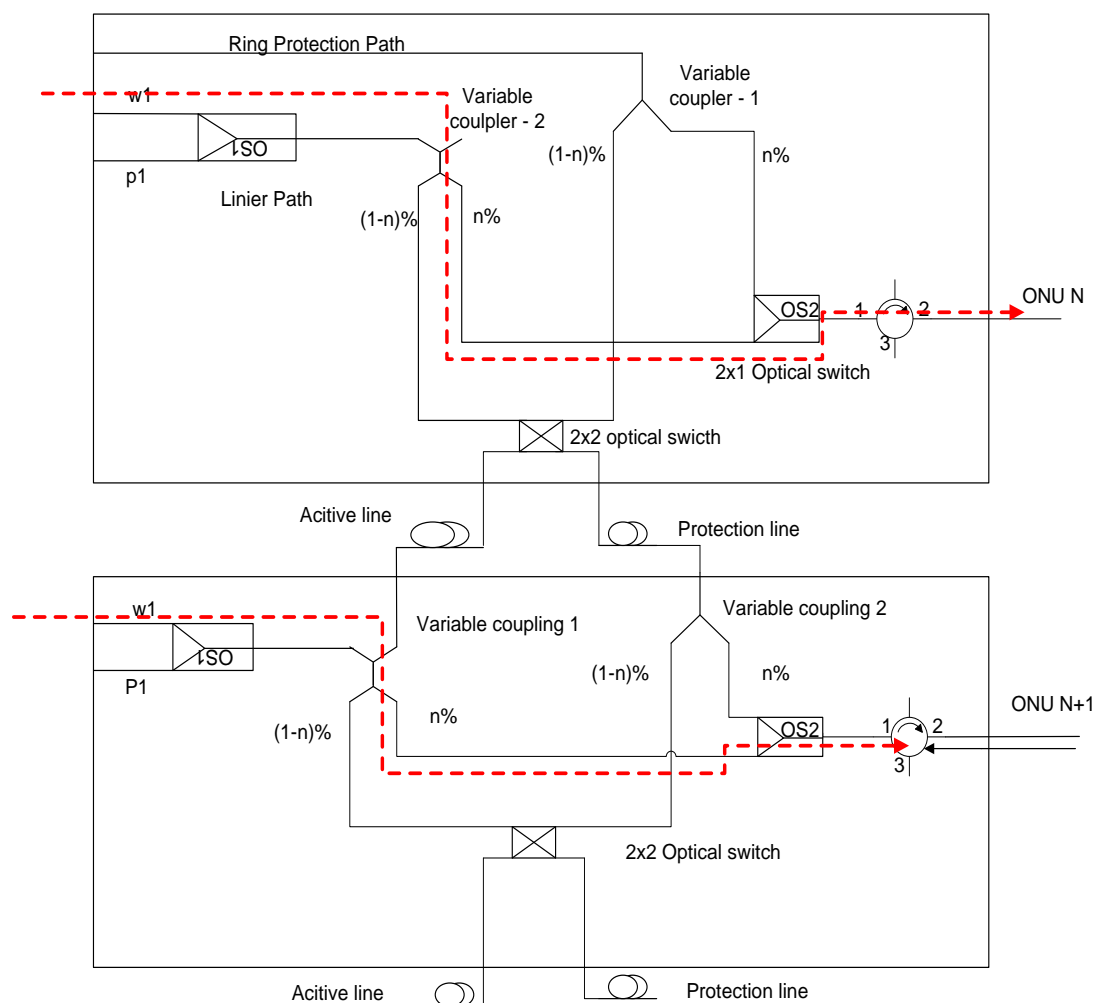 Ring Protection Path
w1
Variable
coulpler - 2
Variable
coupler - 1
OS1
p1
Linier Path
(1-n)%
n%
(1-n)%
n%
OS2
1
2
3
ONU N
2x1 Optical switch
2x2 optical swicth
Acitive line
Protection line
w1
Variable coupling 1
Variable coupling 2
OS1
P1
(1-n)%
n%
(1-n)%
n%
OS2
1
2
3
ONU N+1
2x2 Optical switch
Acitive line
Protection line